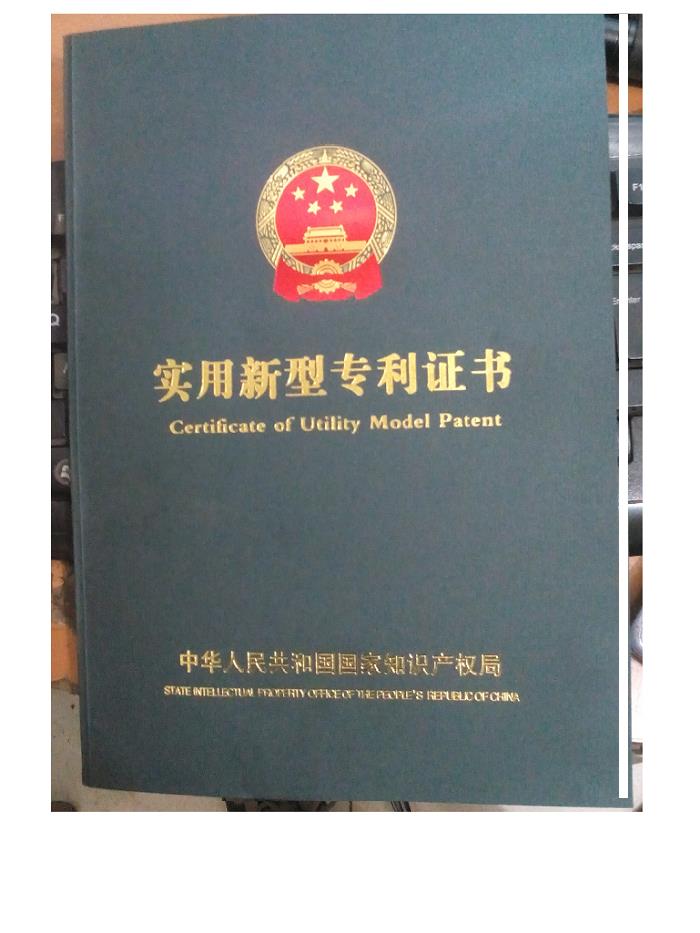 实用新型专利证书
Certificate of Utility Model Patent
中华人民共和国国家知识产权局
STATE INTELLECTUAL PROPERTY OFFICE OF THE PEOPLE'S REPUBLIC OF CHINA
Enter
Q